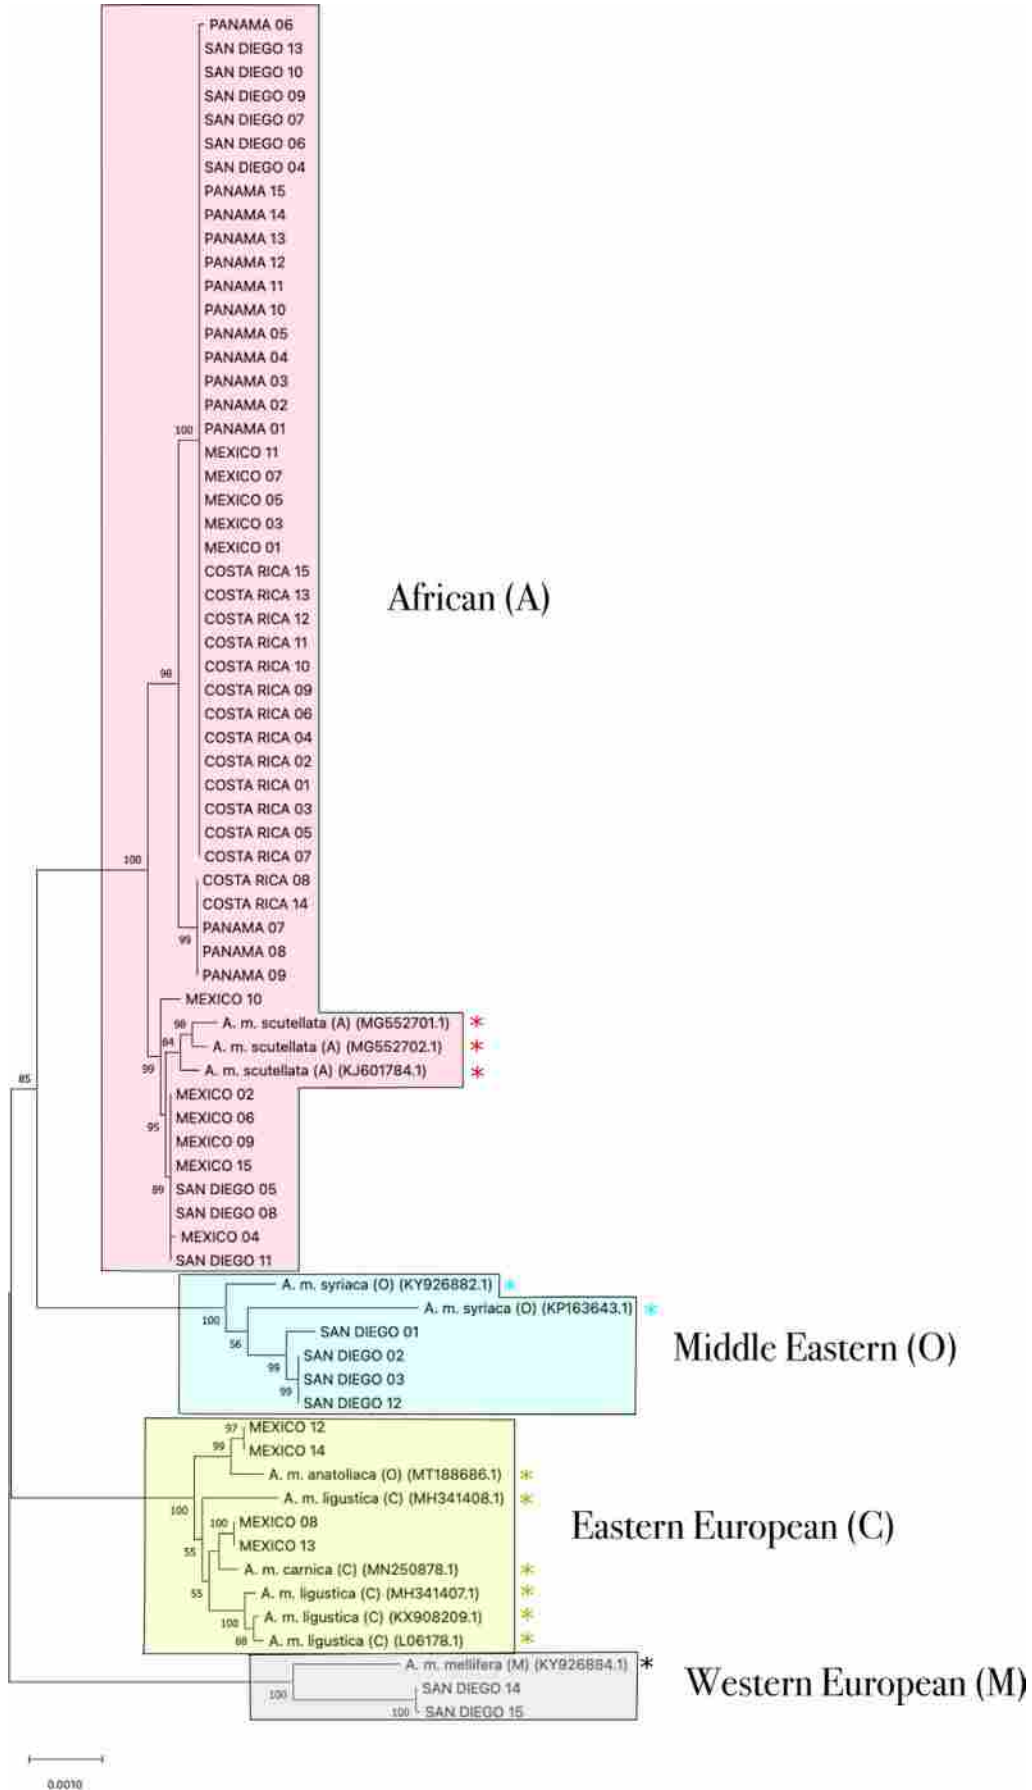 PANAMA 06
SAN DIEGO 13
SAN DIEGO 10
SAN DIEGO 09
SAN DIEGO 07
SAN DIEGO 06
SAN DIEGO 04
PANAMA 15
PANAMA 14
PANAMA 13
PANAMA 12
PANAMA 11
PANAMA 10
PANAMA 05
PANAMA 04
PANAMA 03
PANAMA 02
100 PANAMA 01
MEXICO 11
MEXICO 07
MEXICO 05
MEXICO 03
MEXICO 01
COSTA RICA 15
COSTA RICA 13
African (A)
COSTA RICA 12
COSTA RICA 11
COSTA RICA 10
98
COSTA RICA 09
COSTA RICA 06
COSTA RICA 04
COSTA RICA 02
COSTA RICA 01
COSTA RICA 03
COSTA RICA 05
COSTA RICA 07
100
COSTA RICA 08
COSTA RICA 14
PANAMA 07
99
PANAMA 08
PANAMA 09
MEXICO 10
98 A. m. scutellata (A) (MG552701.1) *
84 A. m. scutellata (A) (MG552702.1) *
99 A. m. scutellata (A) (KJ601784.1) *
85
MEXICO 02
MEXICO 06
95
MEXICO 09
MEXICO 15
89 SAN DIEGO 05
SAN DIEGO 08
MEXICO 04
SAN DIEGO 11
A. m. syriaca (O) (KY926882.1) *
A. m. syriaca (O) (KP163643.1) *
100
SAN DIEGO 01
56
Middle Eastern (O)
SAN DIEGO 02
99
SAN DIEGO 03
99
SAN DIEGO 12
97 MEXICO 12
99 MEXICO 14
A. m. anatoliaca (O) (MT188686.1) *
A. m. ligustica (C) (MH341408.1) *
100
100 MEXICO 08
Eastern European (C)
MEXICO 13
55
A. m. carnica (C) (MN250878.1) *
55 A. m. ligustica (C) (MH341407.1) *
100 A. m. ligustica (C) (KX908209.1) *
88 A. m. ligustica (C) (L06178.1) *
A. m. mellifera (M) (KY926884.1) *
Western European (M)
SAN DIEGO 14
100
100 SAN DIEGO 15
0.0010